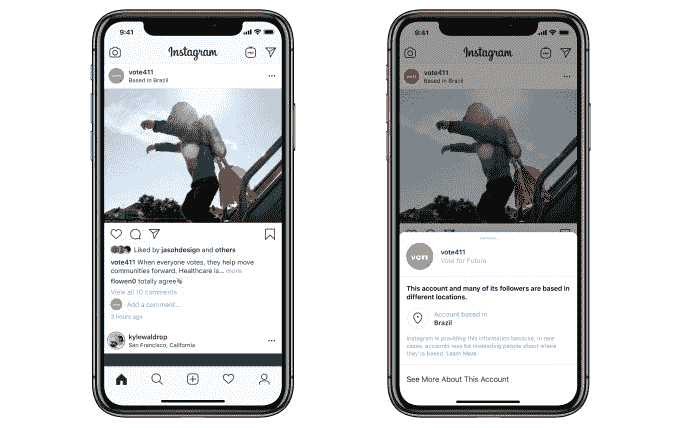 9:41
Instagram
vote411
Based in Brazil
Liked by jasohdesign and others
vote411 When everyone votes, they help move
communities forward. Healthcare is... more
flowen0 totally agree
View all 10 comments
Add a comment...
3 hours ago
kylewaldrop
San Francisco, California
9:41
Instagram
vote411
Based in Brazil
VOTE
vote411
Vote for Future
This account and many of its followers are based in
different locations.
Account based in
Brazil
Instagram is providing this information because, in rare
cases, accounts may be misleading people about where
they're based. Learn More
See More About This Account